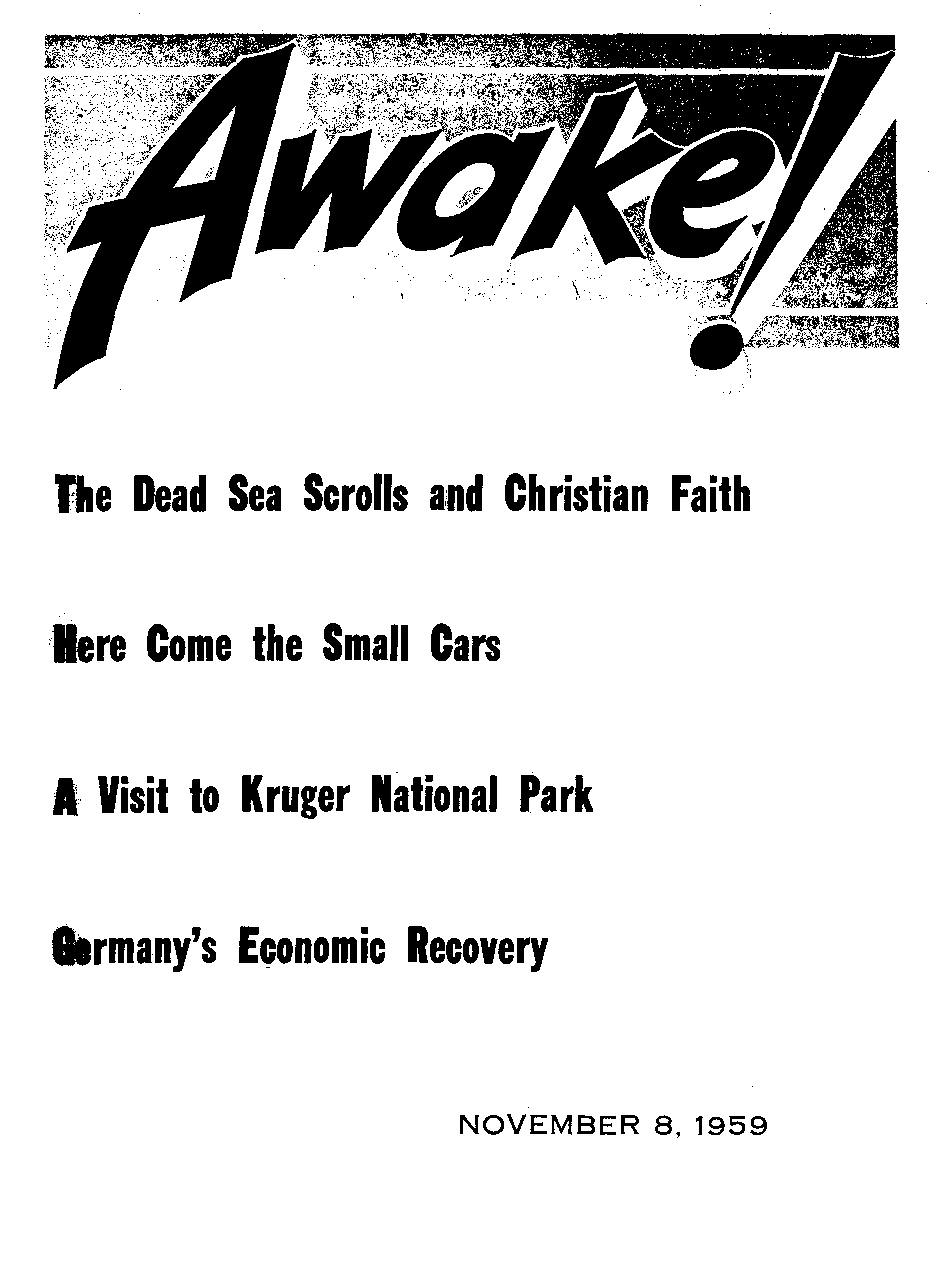 Awake!
The Dead Sea Scrolls and Christian Faith
Here Come the Small Cars
A Visit to Kruger National Park
Germany's Economic Recovery
NOVEMBER 8, 1959